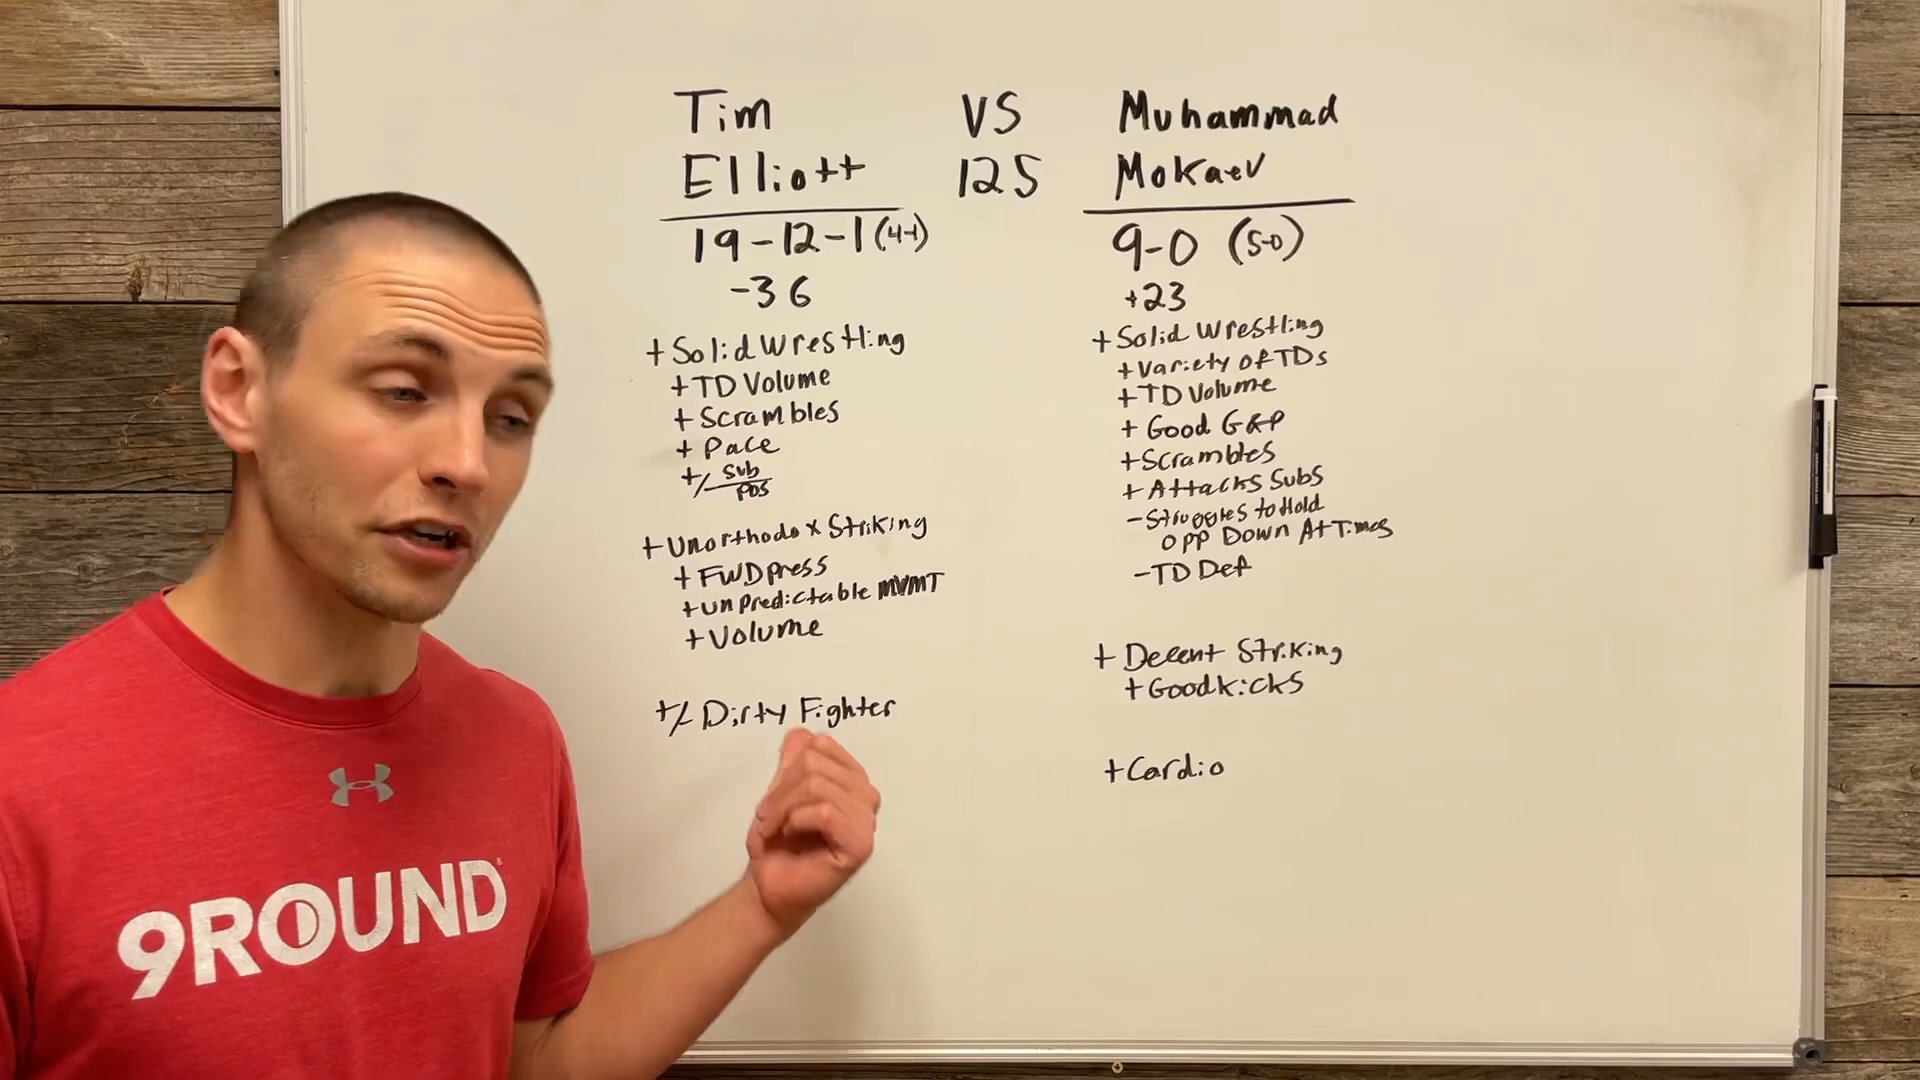 Tim
Elliott
19-12-1 (4-1)
-36
+ Solid Wrestling
+ TD Volume
+ Scrambles
+ Pace
+/- Sub
Pos
+ Unorthodox Striking
+ FWD press
+ unpredictable MVMT
+ Volume
+/- Dirty Fighter
VS
125
Muhammad
Mokaev
9-0 (5-0)
+23
+ Solid Wrestling
+ Variety of TDs
+ TD Volume
+ Good G&P
+ Scrambles
+ Attacks Subs
- Struggles to Hold
Opp Down At Times
- TD Def
+ Decent Striking
+ Good Kicks
+ Cardio
9ROUND